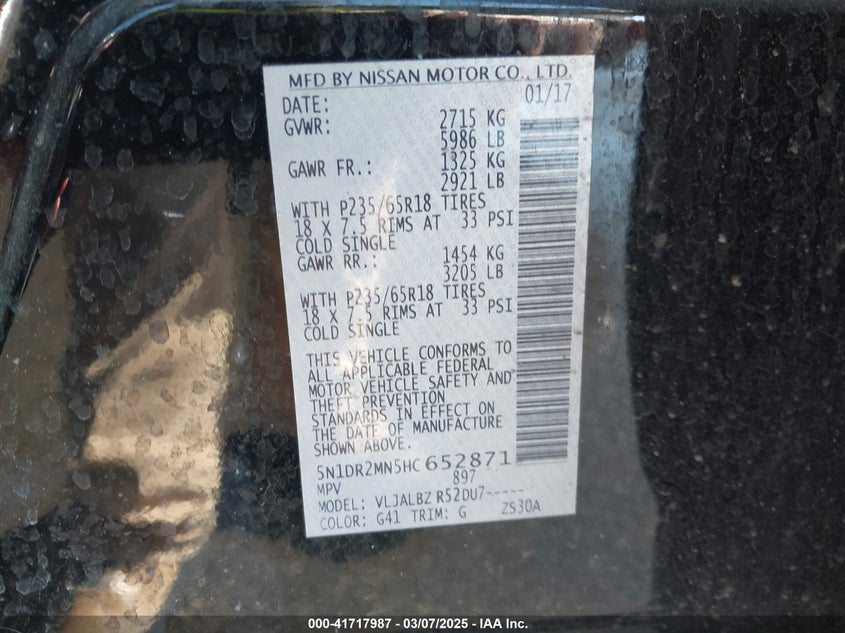 MFD BY NISSAN MOTOR CO., LTD.
DATE: 01/17
GVWR: 2715 KG
5986 LB
GAWR FR.: 1325 KG
2921 LB
WITH P235/65R18 TIRES
18 X 7.5 RIMS AT 33 PSI
COLD SINGLE
GAWR RR.: 1454 KG
3205 LB
WITH P235/65R18 TIRES
18 X 7.5 RIMS AT 33 PSI
COLD SINGLE
THIS VEHICLE CONFORMS TO
ALL APPLICABLE FEDERAL
MOTOR VEHICLE SAFETY AND
THEFT PREVENTION
STANDARDS IN EFFECT ON
THE DATE OF MANUFACTURE
SHOWN ABOVE.
5N1DR2MN5HC652871
MPV 897
MODEL: VLJALBZ R52DU7-----
COLOR: G41 TRIM: G ZS30A
000-41717987 - 03/07/2025 - IAA Inc.